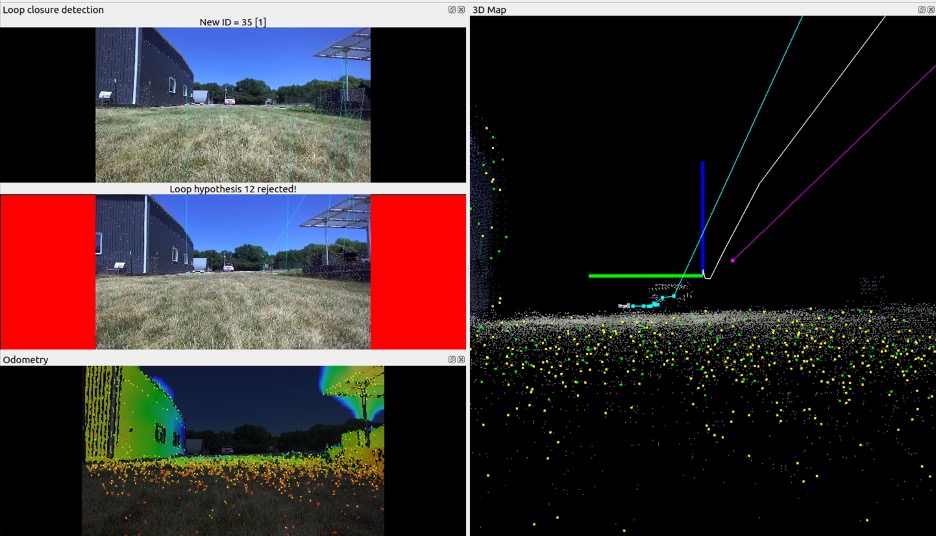 Loop closure detection
New ID = 35 [1]
Loop hypothesis 12 rejected!
Odometry
3D Map